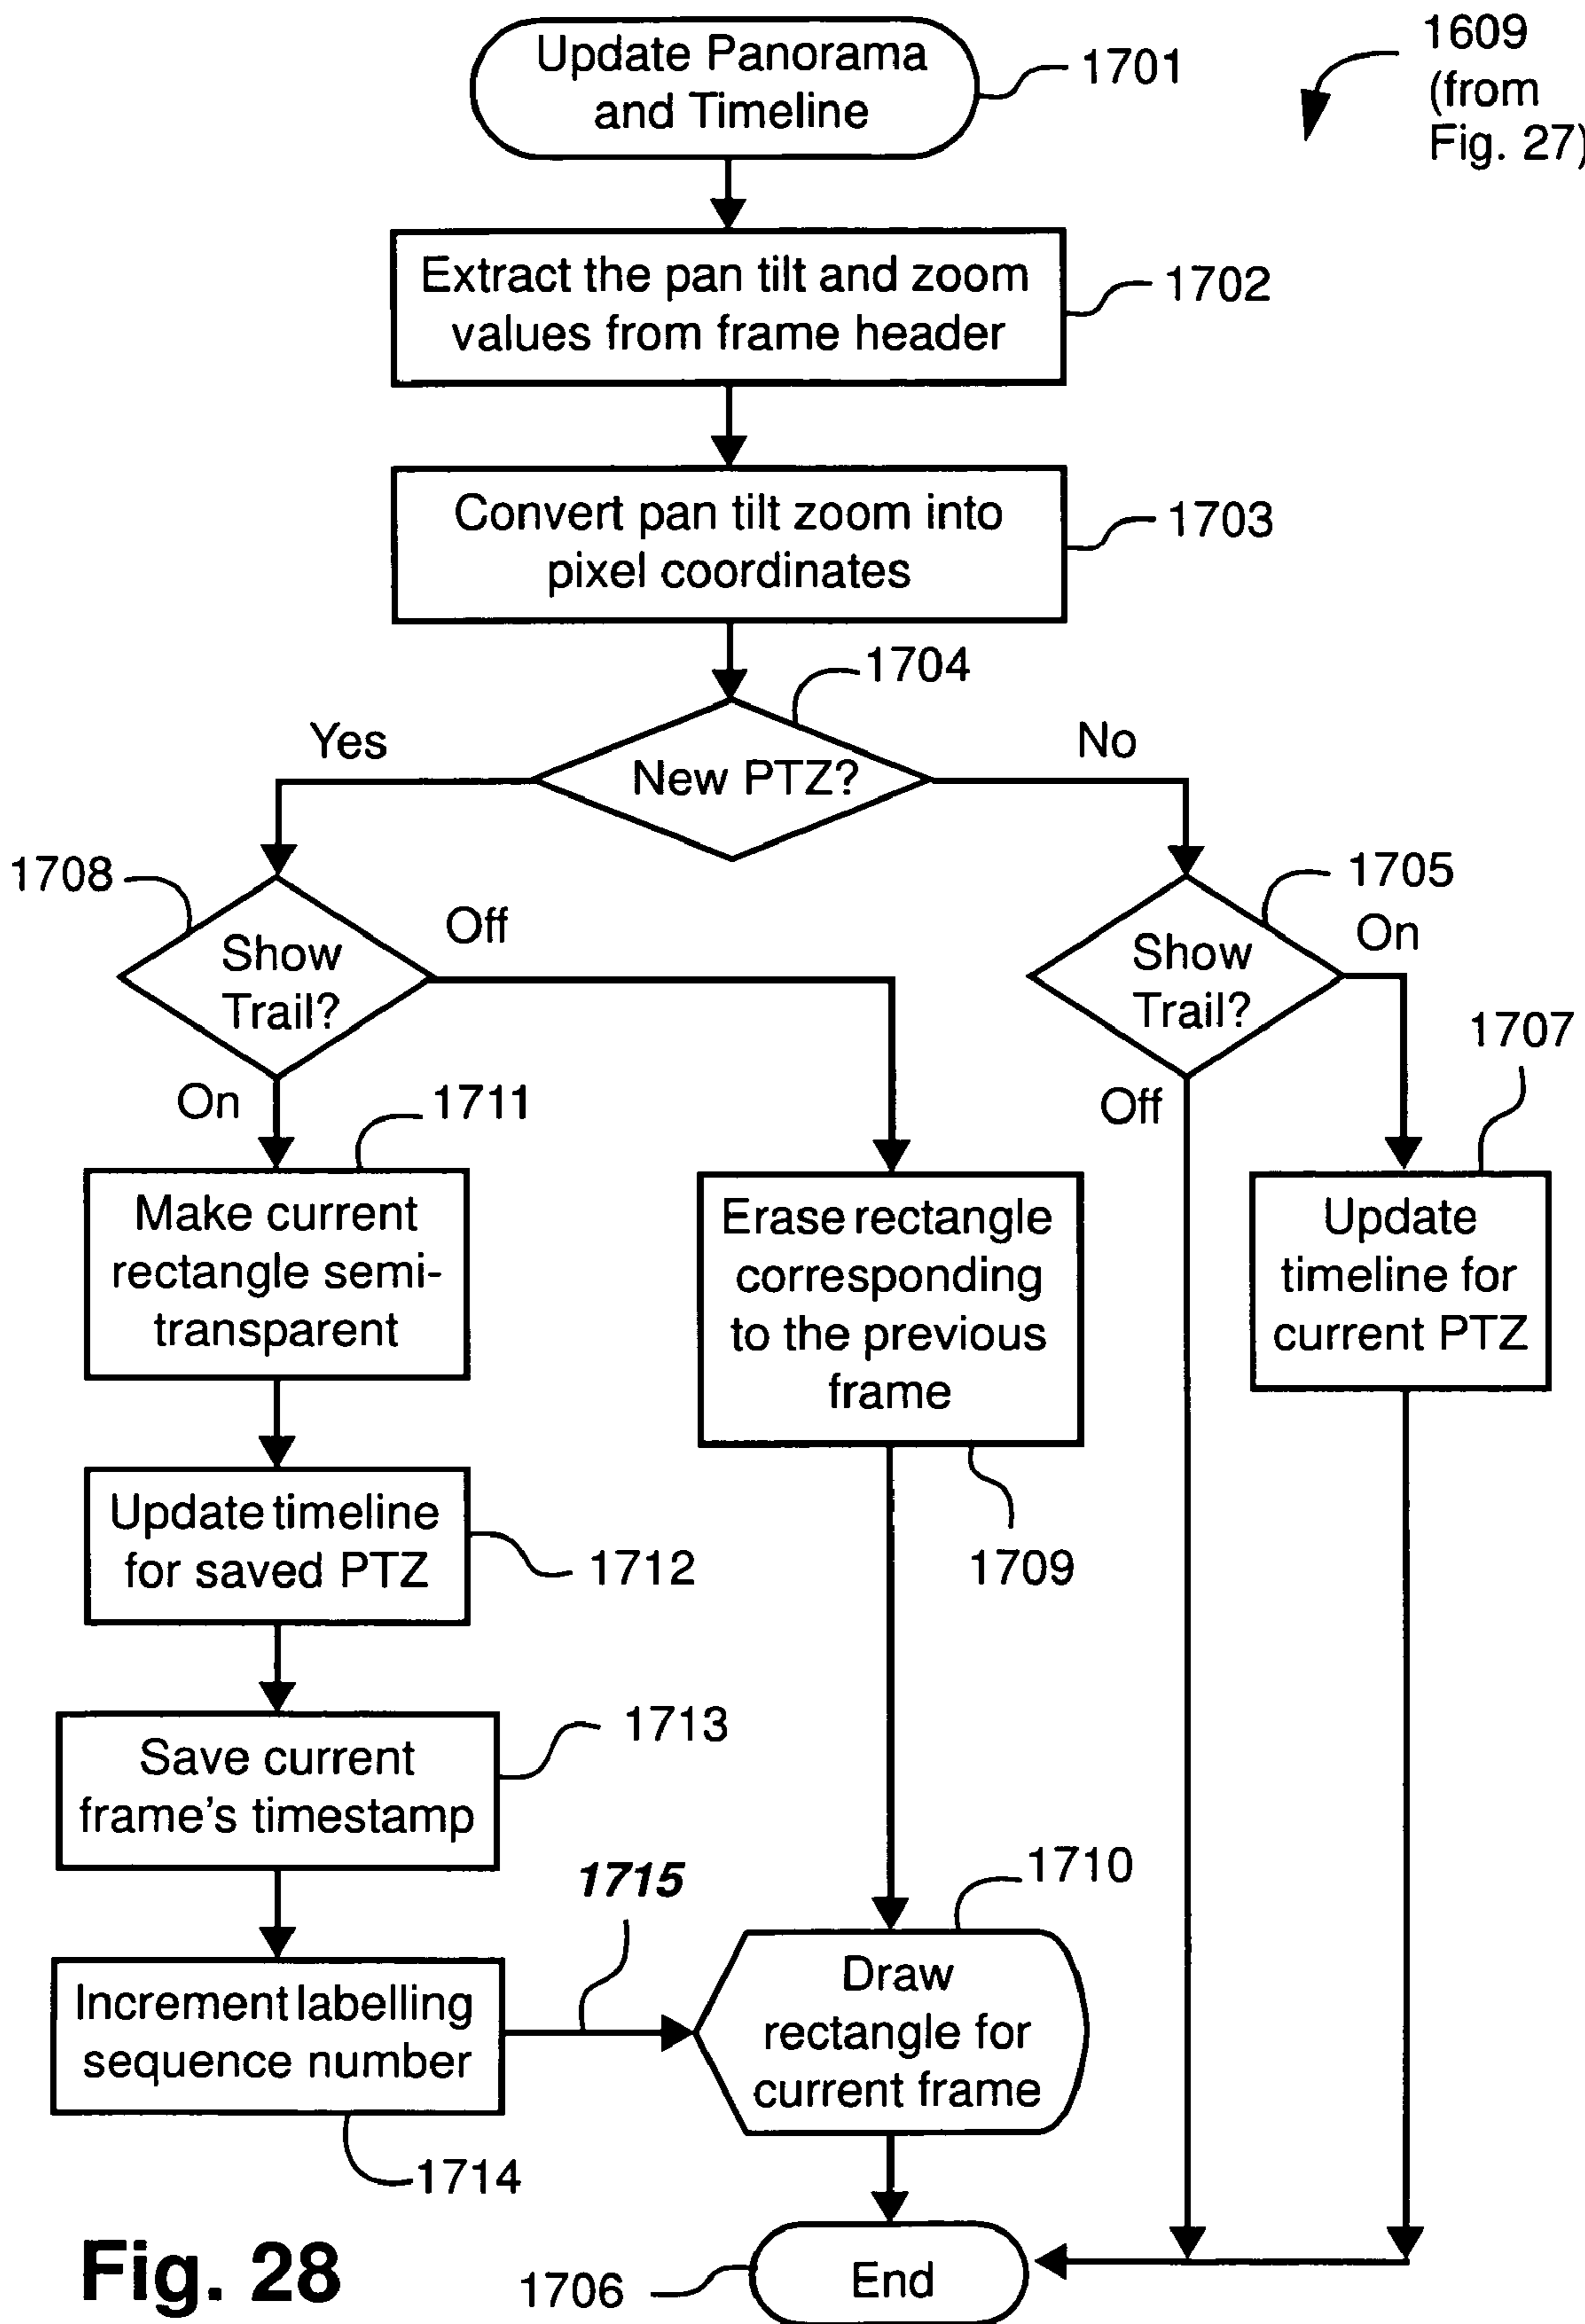 Update Panorama
and Timeline
1701
1609
(from
Fig. 27)
Extract the pan tilt and zoom
values from frame header
1702
Convert pan tilt zoom into
pixel coordinates
1703
1704
Yes
New PTZ?
No
1708
Show
Trail?
Off
On
1705
Show
Trail?
On
Off
1707
1711
Make current
rectangle semi-
transparent
Erase rectangle
corresponding
to the previous
frame
Update
timeline for
current PTZ
Update timeline
for saved PTZ
1712
1709
Save current
frame's timestamp
1713
1715
1710
Increment labelling
sequence number
Draw
rectangle for
current frame
1714
Fig. 28
1706
End